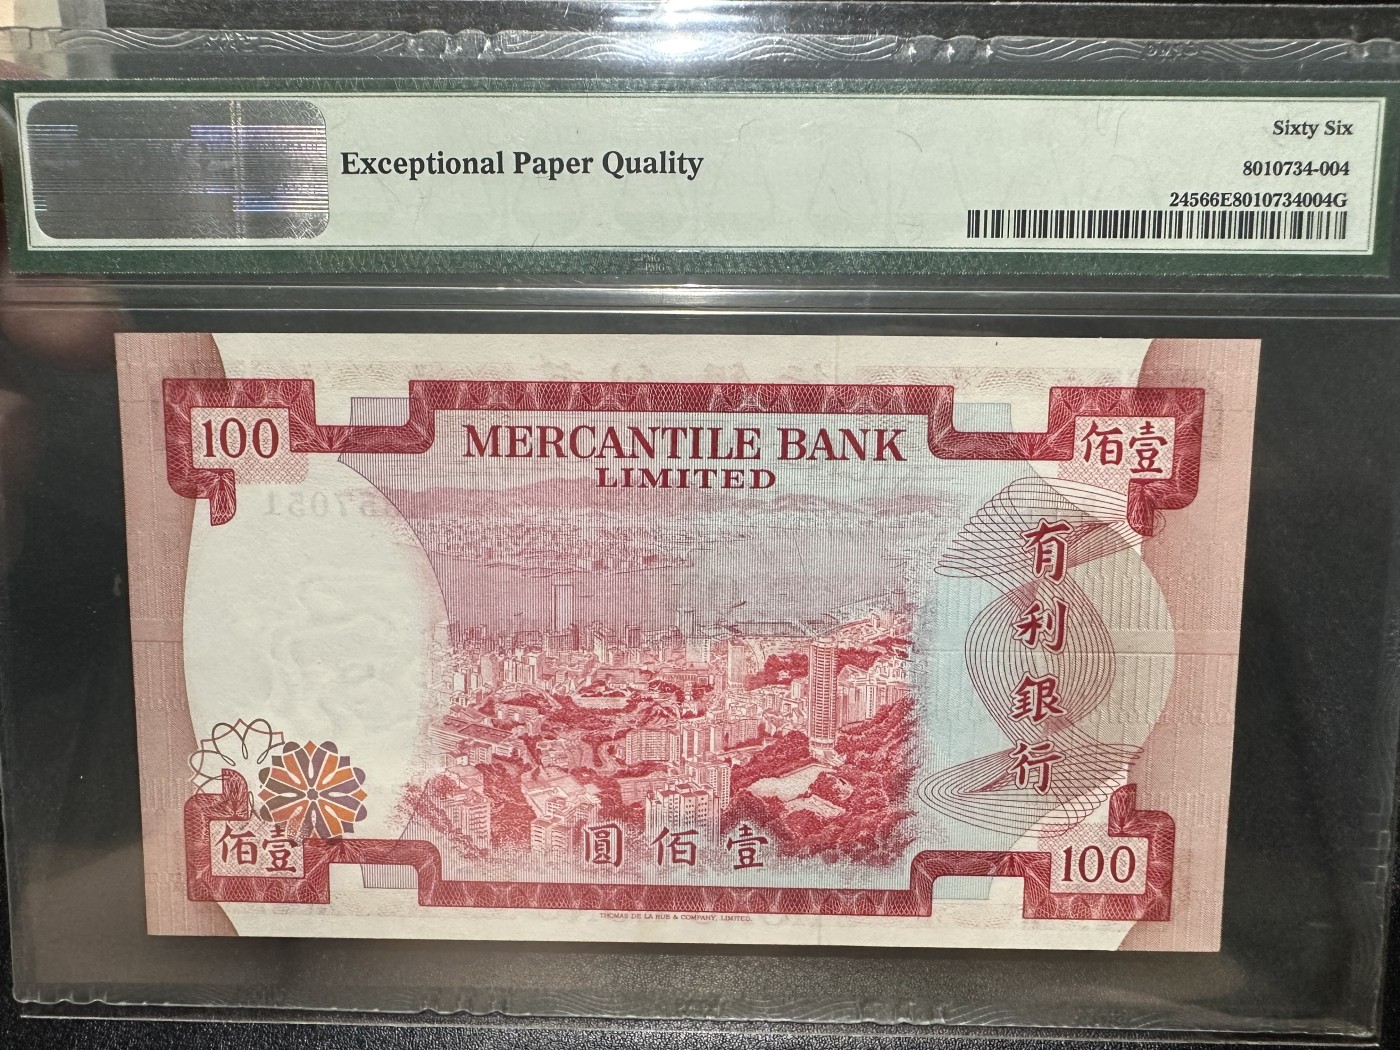 Sixty Six
Exceptional Paper Quality
8010734-004
24566E8010734004G
100
MERCANTILE BANK
LIMITED
佰壹
57051
有利銀行
佰壹
圓佰壹
100
THOMAS DE LA RUE & COMPANY, LIMITED.